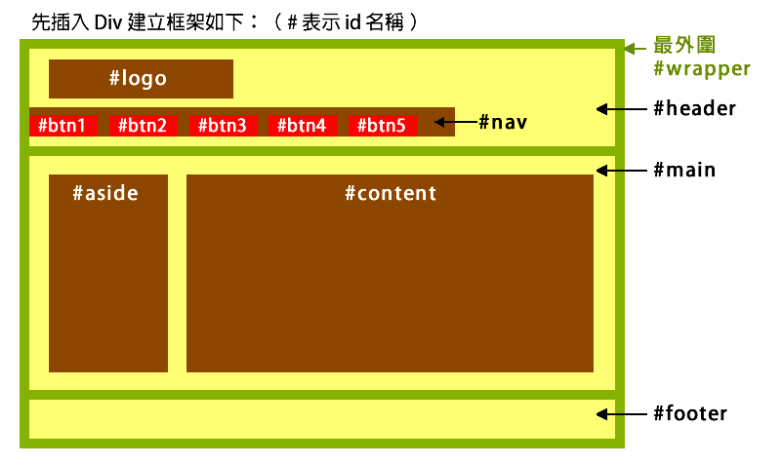 先插入 Div 建立框架如下：（ # 表示 id 名稱 ）
最外圍
#wrapper
#logo
#header
#btn1 #btn2 #btn3 #btn4 #btn5
#nav
#main
#aside
#content
#footer